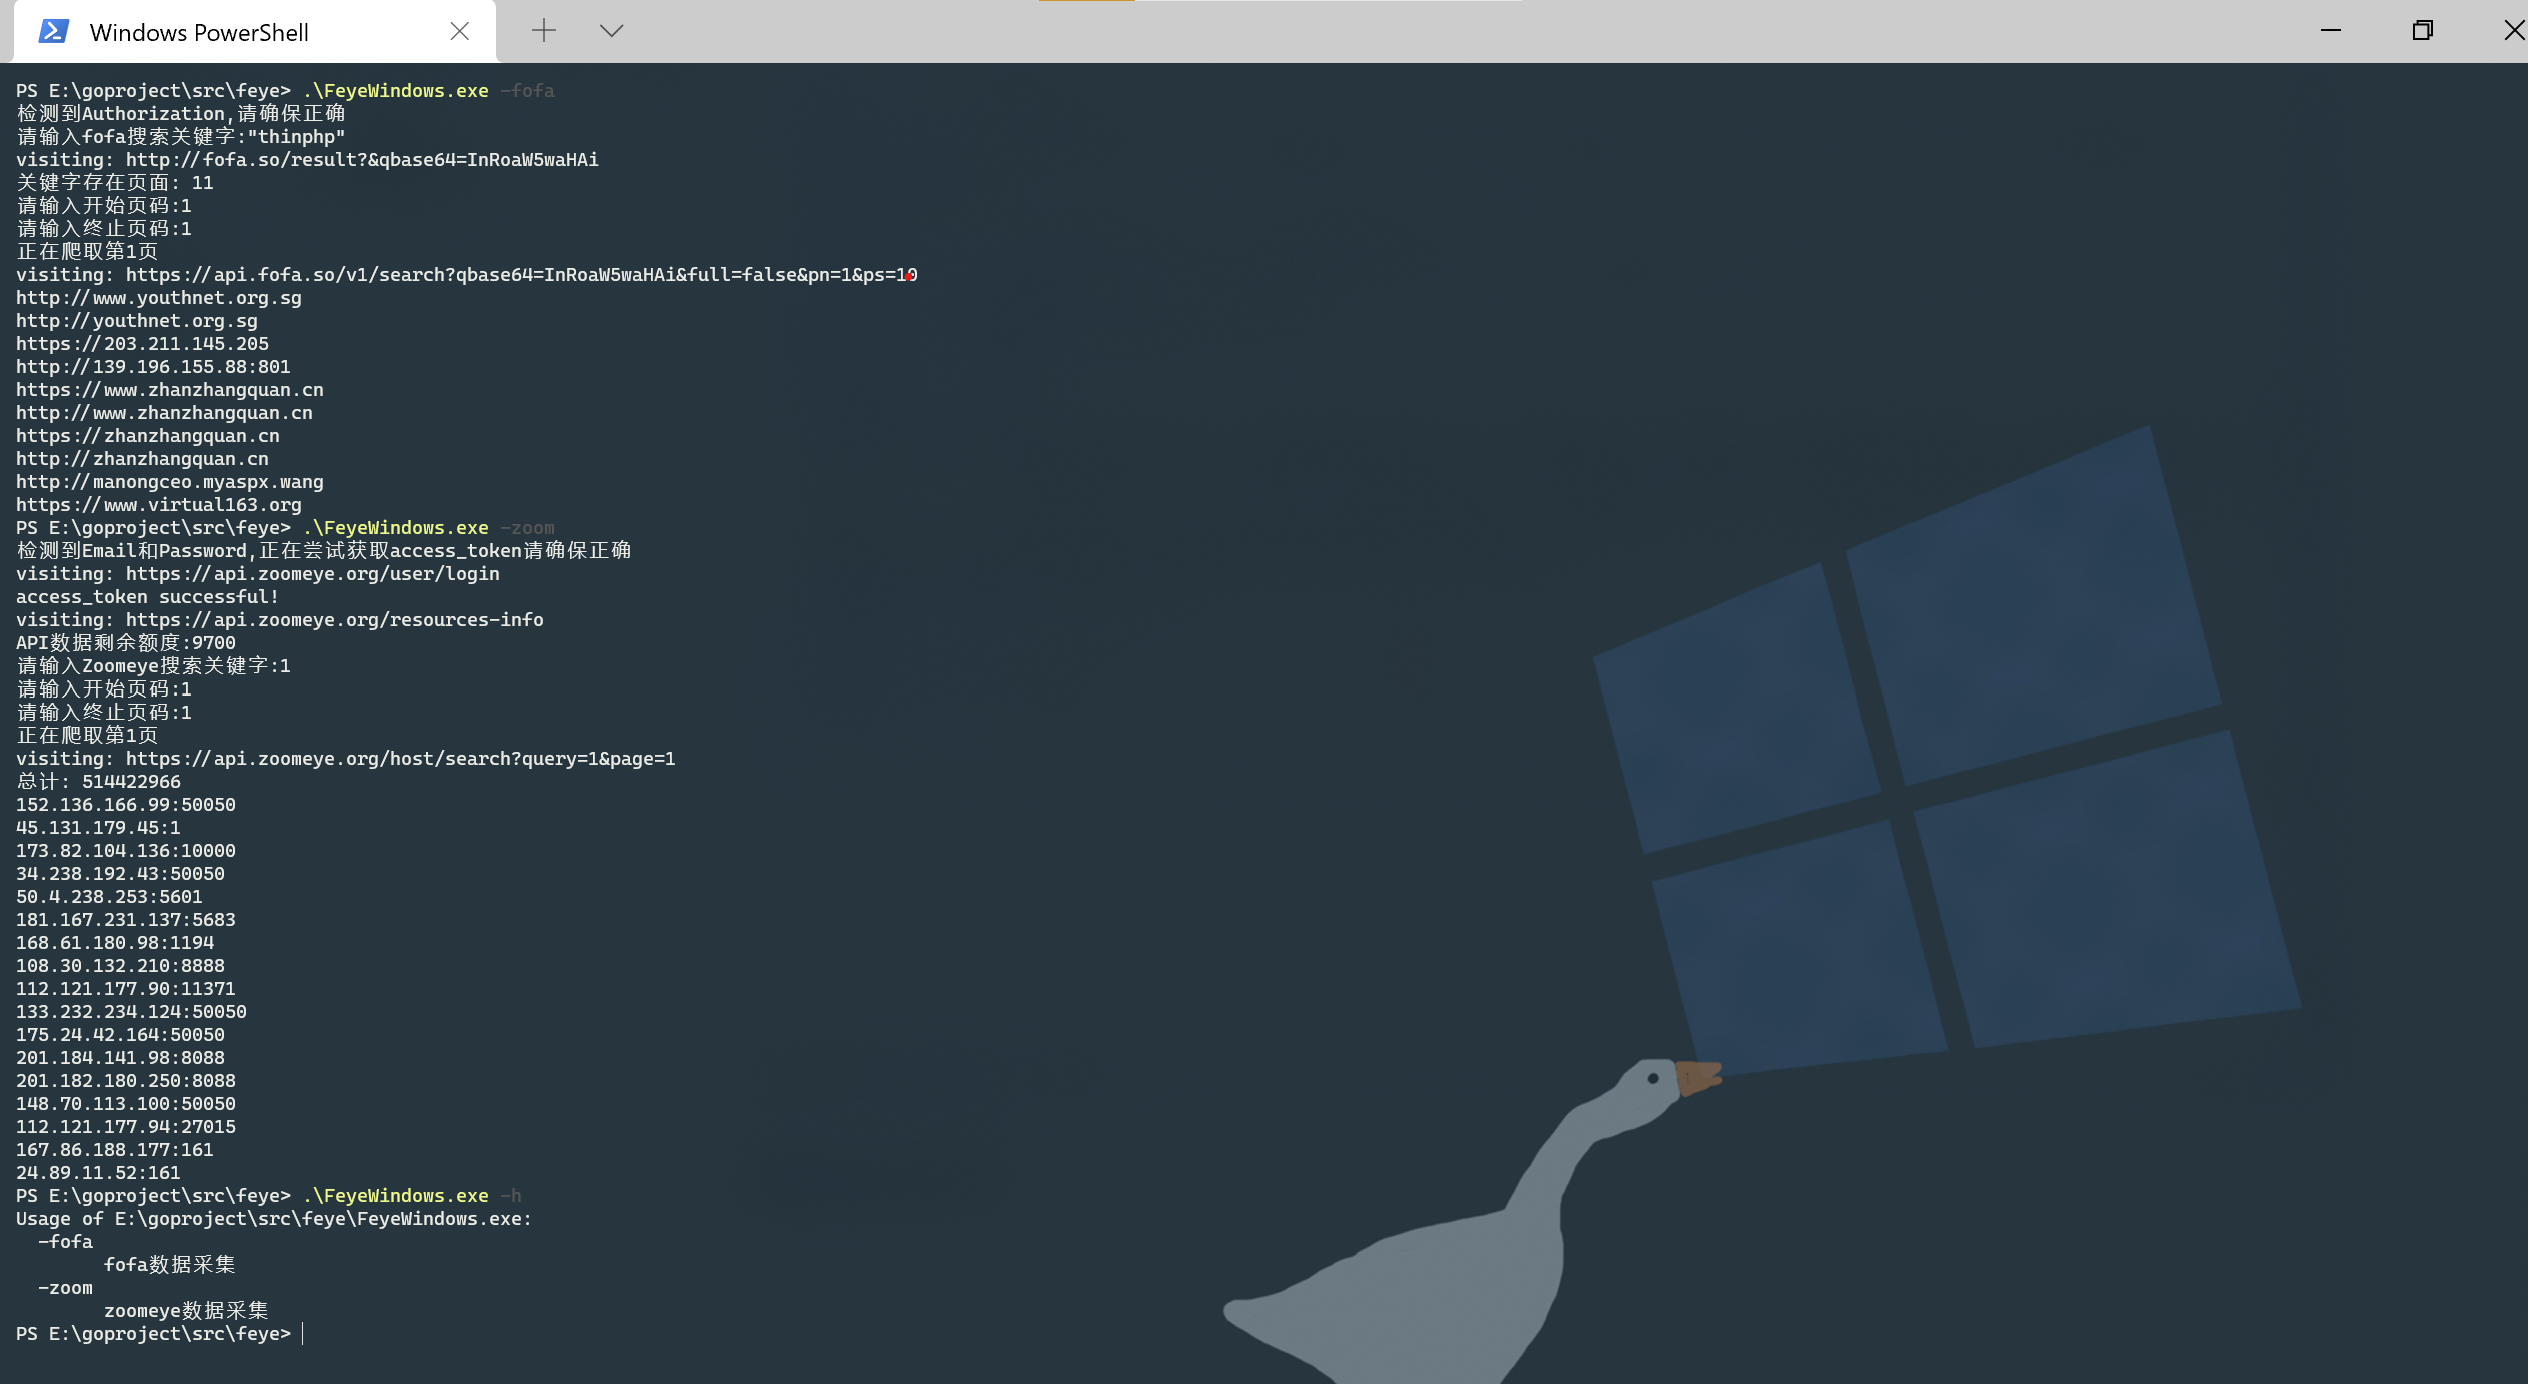 Windows PowerShell
PS E:\goproject\src\feye> .\FeyeWindows.exe -fofa
检测到Authorization,请确保正确
请输入fofa搜索关键字:"thinphp"
visiting: http://fofa.so/result?&qbase64=InRoaW5waHAi
关键字存在页面: 11
请输入开始页码:1
请输入终止页码:1
正在爬取第1页
visiting: https://api.fofa.so/v1/search?qbase64=InRoaW5waHAi&full=false&pn=1&ps=10
http://www.youthnet.org.sg
http://youthnet.org.sg
https://203.211.145.205
http://139.196.155.88:801
https://www.zhanzhangquan.cn
http://www.zhanzhangquan.cn
https://zhanzhangquan.cn
http://zhanzhangquan.cn
http://manongceo.myaspx.wang
https://www.virtual163.org
PS E:\goproject\src\feye> .\FeyeWindows.exe -zoom
检测到Email和Password,正在尝试获取access_token请确保正确
visiting: https://api.zoomeye.org/user/login
access_token successful!
visiting: https://api.zoomeye.org/resources-info
API数据剩余额度:9700
请输入Zoomeye搜索关键字:1
请输入开始页码:1
请输入终止页码:1
正在爬取第1页
visiting: https://api.zoomeye.org/host/search?query=1&page=1
总计: 514422966
152.136.166.99:50050
45.131.179.45:1
173.82.104.136:10000
34.238.192.43:50050
50.4.238.253:5601
181.167.231.137:5683
168.61.180.98:1194
108.30.132.210:8888
112.121.177.90:11371
133.232.234.124:50050
175.24.42.164:50050
201.184.141.98:8088
201.182.180.250:8088
148.70.113.100:50050
112.121.177.94:27015
167.86.188.177:161
24.89.11.52:161
PS E:\goproject\src\feye> .\FeyeWindows.exe -h
Usage of E:\goproject\src\feye\FeyeWindows.exe:
  -fofa
        fofa数据采集
  -zoom
        zoomeye数据采集
PS E:\goproject\src\feye>